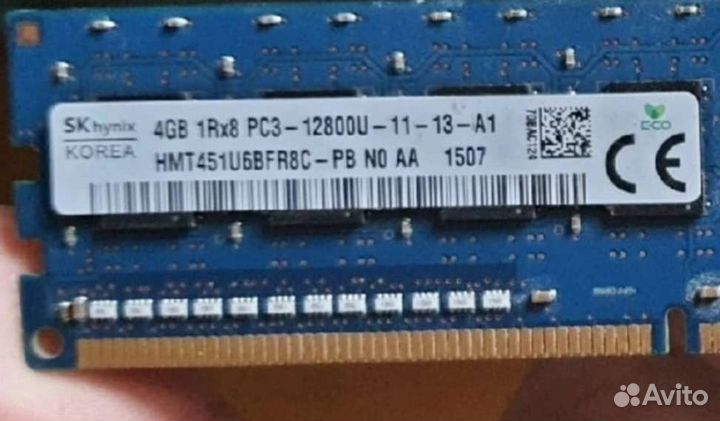 SK hynix
KOREA
4GB 1Rx8 PC3-12800U-11-13-A1
HMT451U6BFR8C-PB N0 AA 1507
ECO
CE
Avito